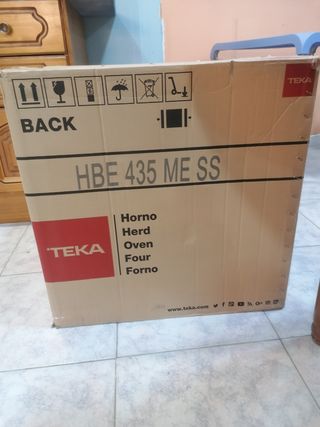 TEKA
BACK
HBE 435 ME SS
TEKA
Horno
Herd
Oven
Four
Forno
www.teka.com